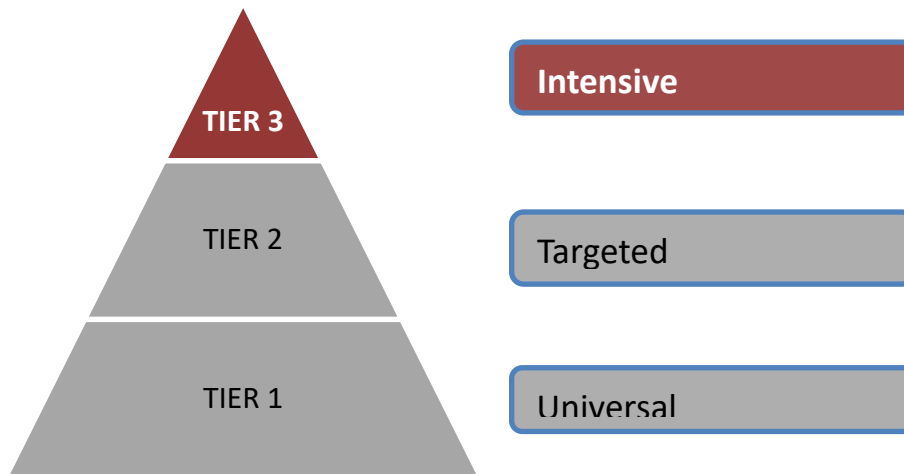 TIER 3
Intensive
TIER 2
Targeted
TIER 1
Universal